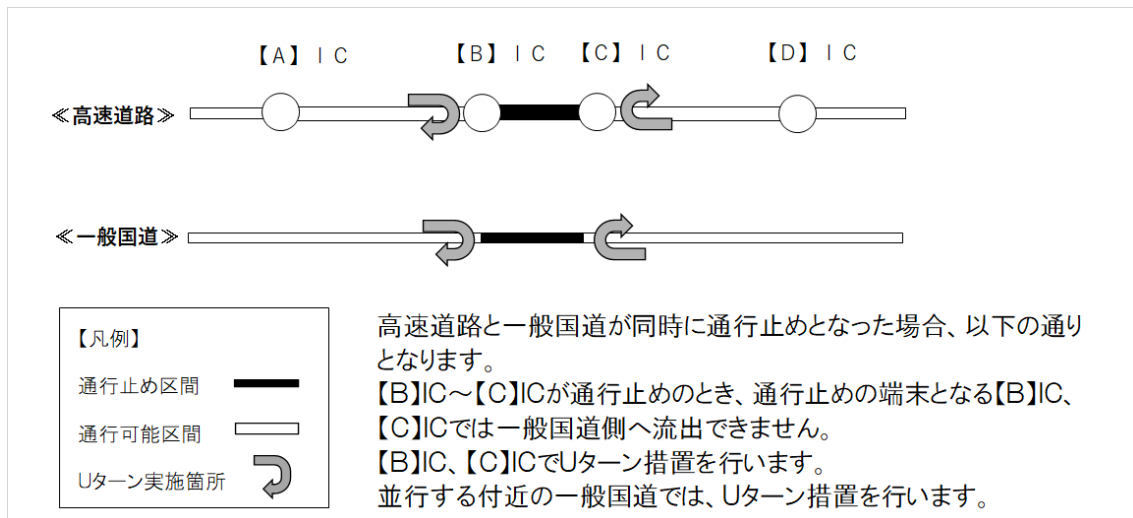 【A】ＩＣ 【B】ＩＣ 【C】ＩＣ 【D】ＩＣ
≪高速道路≫
≪一般国道≫
【凡例】
通行止め区間
通行可能区間
Uターン実施箇所
高速道路と一般国道が同時に通行止めとなった場合、以下の通り
となります。
【B】IC～【C】ICが通行止めのとき、通行止めの端末となる【B】IC、
【C】ICでは一般国道側へ流出できません。
【B】IC、【C】ICでUターン措置を行います。
並行する付近の一般国道では、Uターン措置を行います。